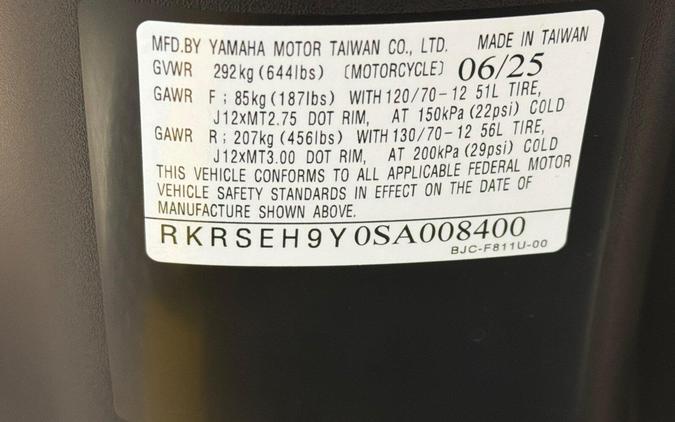 MFD.BY YAMAHA MOTOR TAIWAN CO., LTD. MADE IN TAIWAN
GVWR 292kg (644lbs) (MOTORCYCLE) 06/25
GAWR F ; 85kg (187lbs) WITH 120/70-12 51L TIRE,
J12xMT2.75 DOT RIM, AT 150kPa (22psi) COLD
GAWR R ; 207kg (456lbs) WITH 130/70-12 56L TIRE,
J12xMT3.00 DOT RIM, AT 200kPa (29psi) COLD
THIS VEHICLE CONFORMS TO ALL APPLICABLE FEDERAL MOTOR
VEHICLE SAFETY STANDARDS IN EFFECT ON THE DATE OF
MANUFACTURE SHOWN ABOVE.
RKRSEH9Y0SA008400
BJC-F811U-00